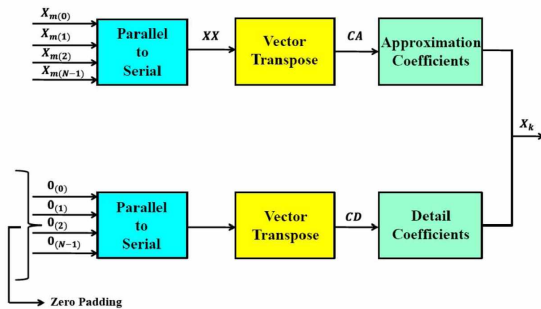 X_m(0)
X_m(1)
X_m(2)
X_m(N−1)
Parallel
to
Serial
XX
Vector
Transpose
CA
Approximation
Coefficients
X_k
0_(0)
0_(1)
0_(2)
0_(N−1)
Parallel
to
Serial
Vector
Transpose
CD
Detail
Coefficients
Zero Padding